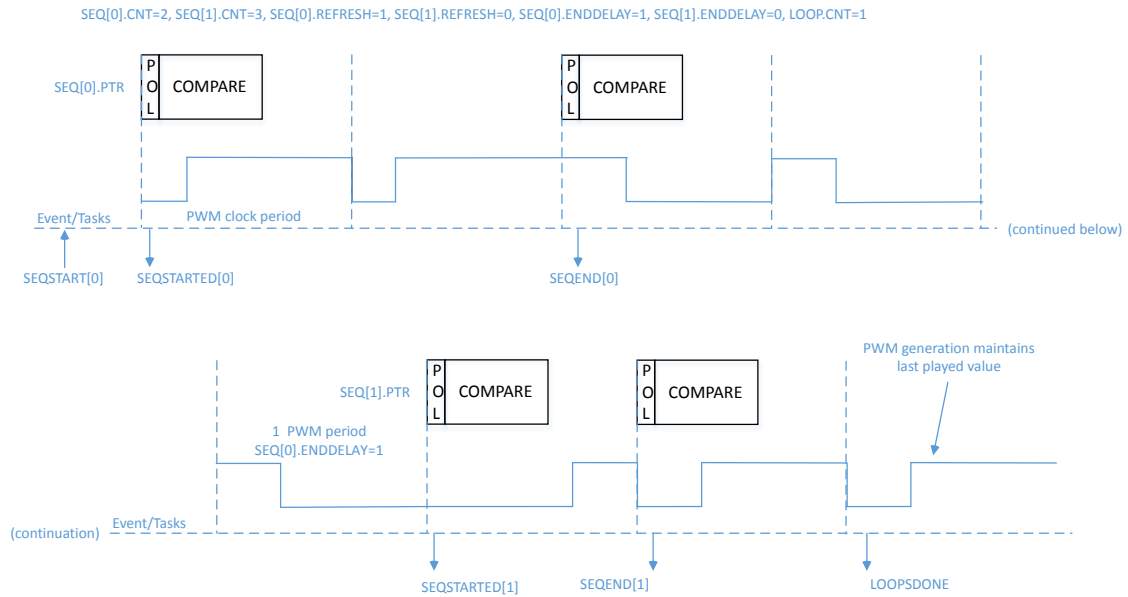 SEQ[0].CNT=2, SEQ[1].CNT=3, SEQ[0].REFRESH=1, SEQ[1].REFRESH=0, SEQ[0].ENDDELAY=1, SEQ[1].ENDDELAY=0, LOOP.CNT=1
SEQ[0].PTR
P
O
L
COMPARE
P
O
L
COMPARE
Event/Tasks
PWM clock period
(continued below)
SEQSTART[0]
SEQSTARTED[0]
SEQEND[0]
PWM generation maintains
last played value
SEQ[1].PTR
P
O
L
COMPARE
P
O
L
COMPARE
1 PWM period
SEQ[0].ENDDELAY=1
(continuation)
Event/Tasks
SEQSTARTED[1]
SEQEND[1]
LOOPSDONE